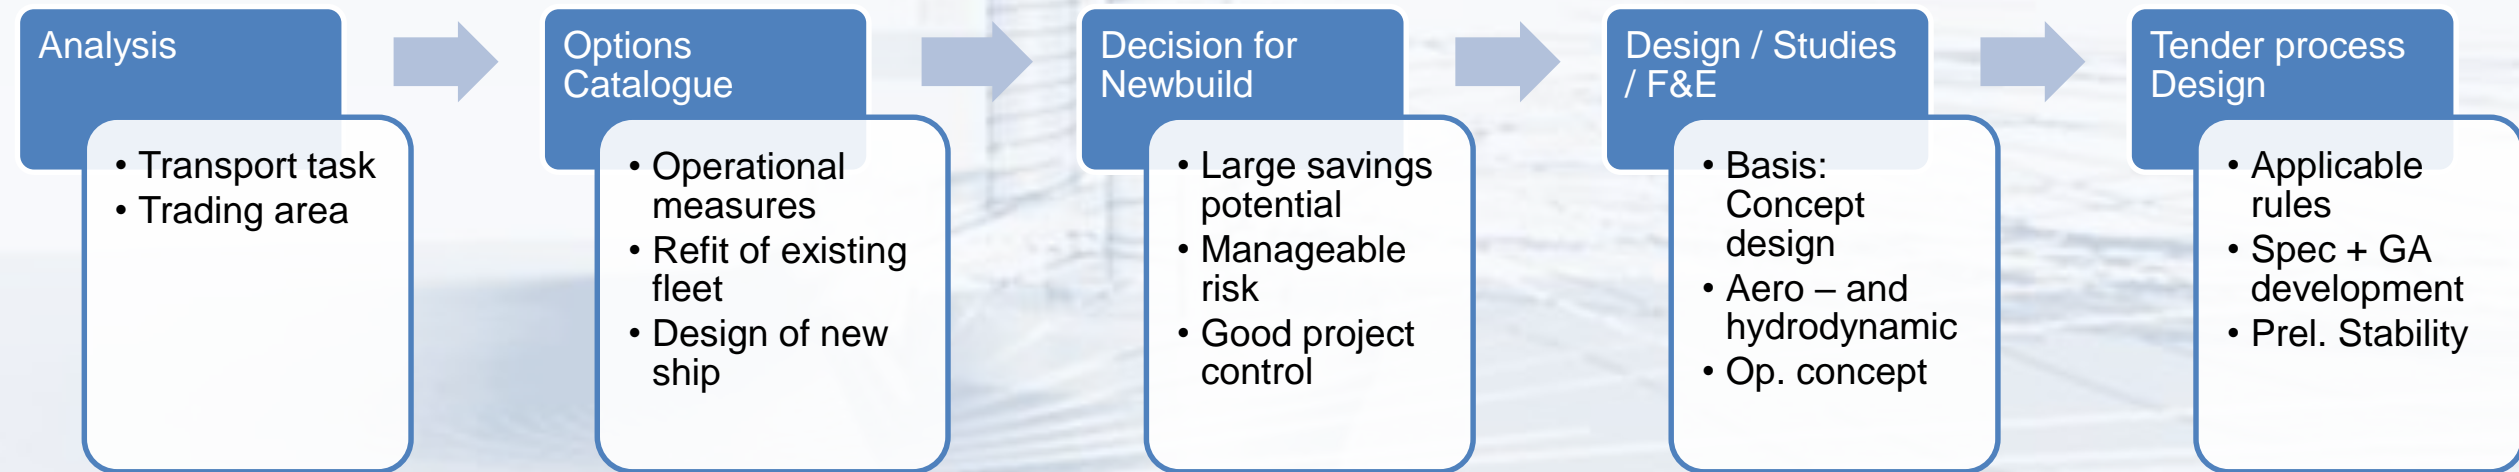 Analysis
• Transport task
• Trading area
Options
Catalogue
• Operational
measures
• Refit of existing
fleet
• Design of new
ship
Decision for
Newbuild
• Large savings
potential
• Manageable
risk
• Good project
control
Design / Studies
/ F&E
• Basis:
Concept
design
• Aero – and
hydrodynamic
• Op. concept
Tender process
Design
• Applicable
rules
• Spec + GA
development
• Prel. Stability